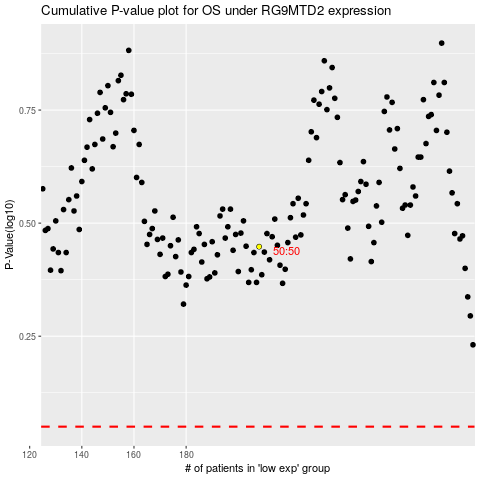 Cumulative P-value plot for OS under RG9MTD2 expression
P-Value(log10)
0.75
0.50
0.25
50:50
120 140 160 180
# of patients in 'low exp' group